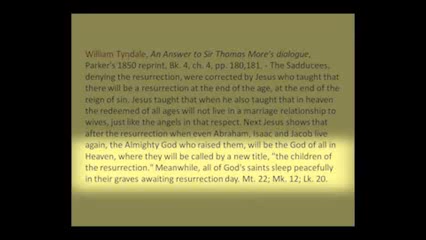 William Tyndale, An Answer to Sir Thomas More's dialogue,
Parker's 1850 reprint, Bk. 4, ch. 4, pp. 180,181. - The Sadducees,
denying the resurrection, were corrected by Jesus who taught that
there will be a resurrection at the end of the age, at the end of the
reign of sin. Jesus taught that when he also taught that in heaven
the redeemed of all ages will not live in a marriage relationship to
wives, just like the angels in that respect. Next Jesus shows that
after the resurrection when even Abraham, Isaac and Jacob live
again, the Almighty God who raised them, will be the God of all in
Heaven, where they will be called by a new title, "the children of
the resurrection." Meanwhile, all of God's saints sleep peacefully
in their graves awaiting resurrection day. Mt. 22; Mk. 12; Lk. 20.